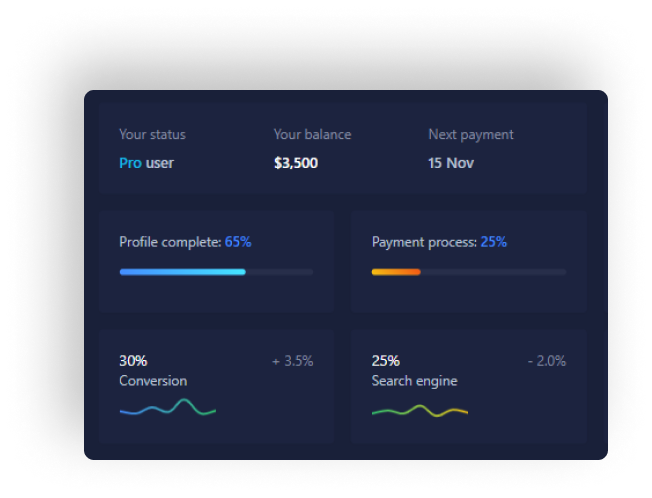 Your status
Your balance
Next payment
Pro user
$3,500
15 Nov
Profile complete: 65%
Payment process: 25%
30%
+ 3.5%
Conversion
25%
- 2.0%
Search engine